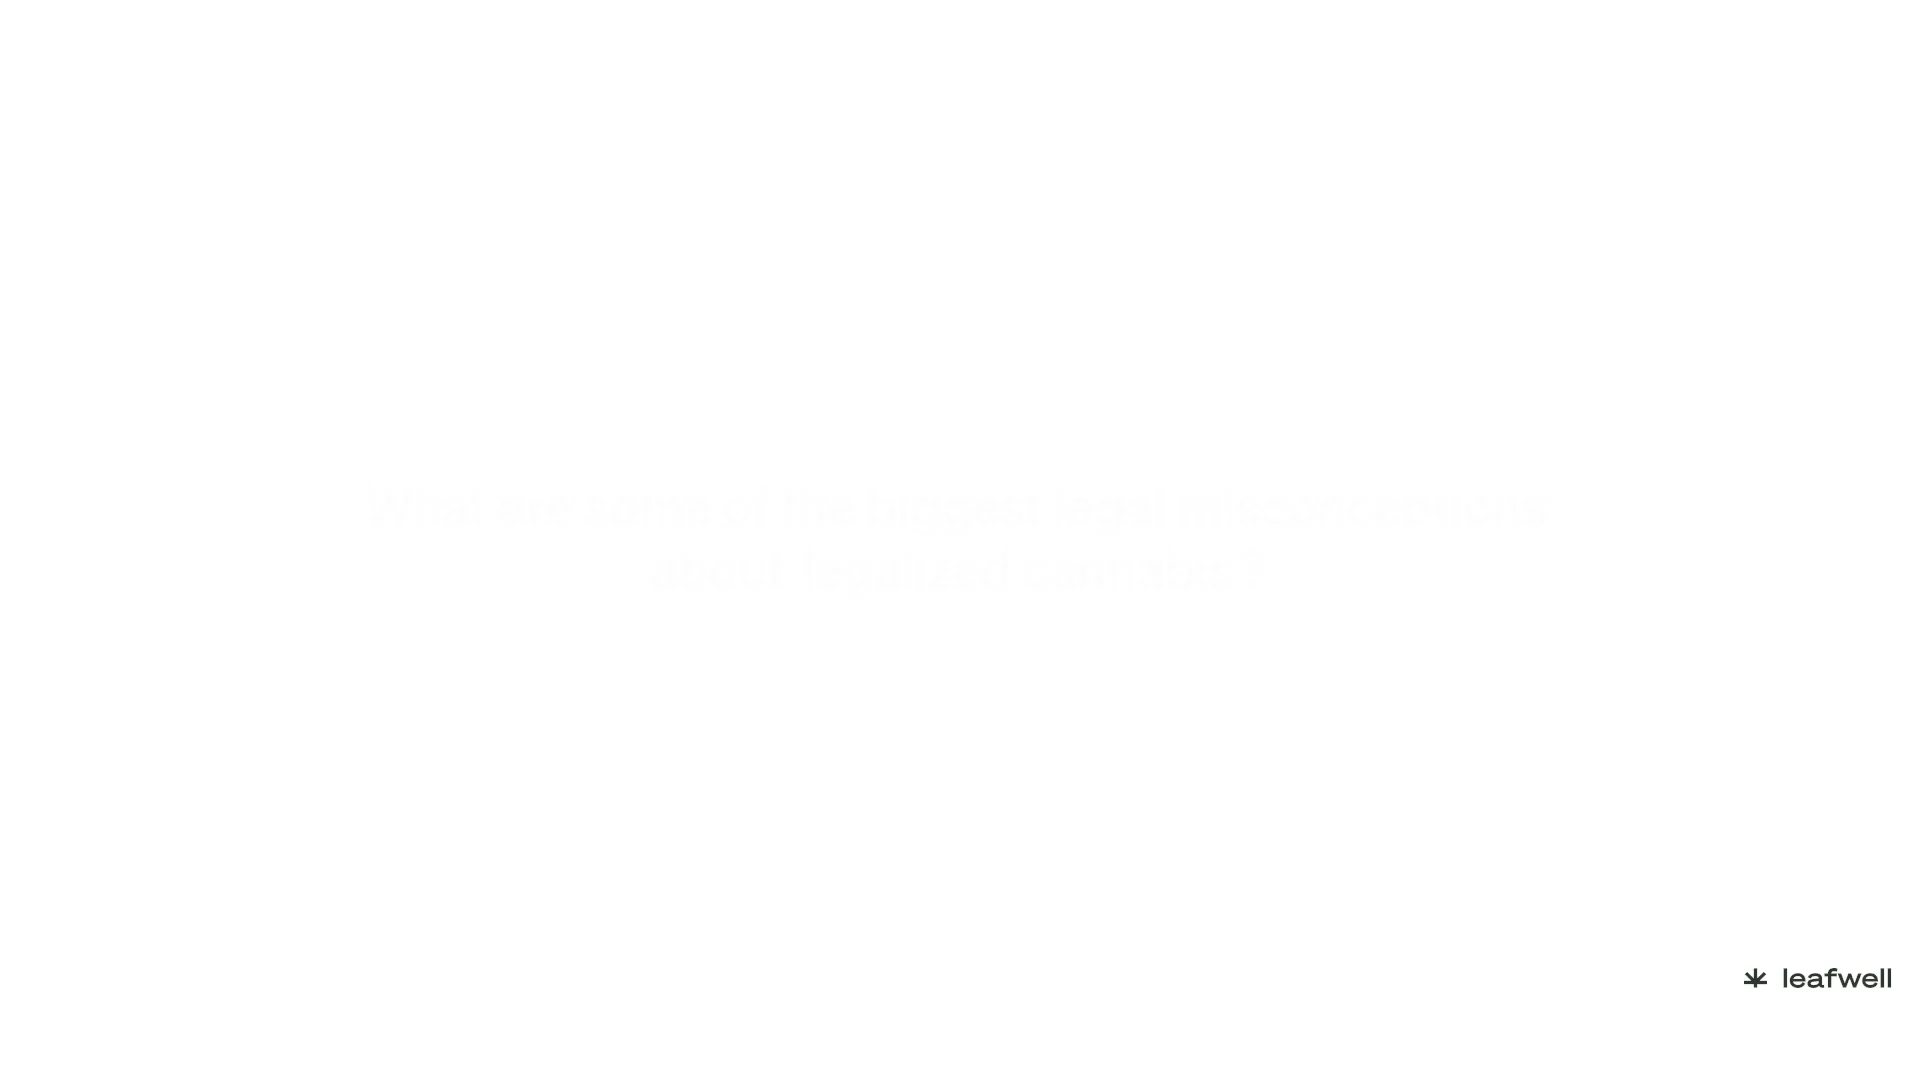 What are some of the biggest legal misconceptions
about legalized cannabis?
leafwell